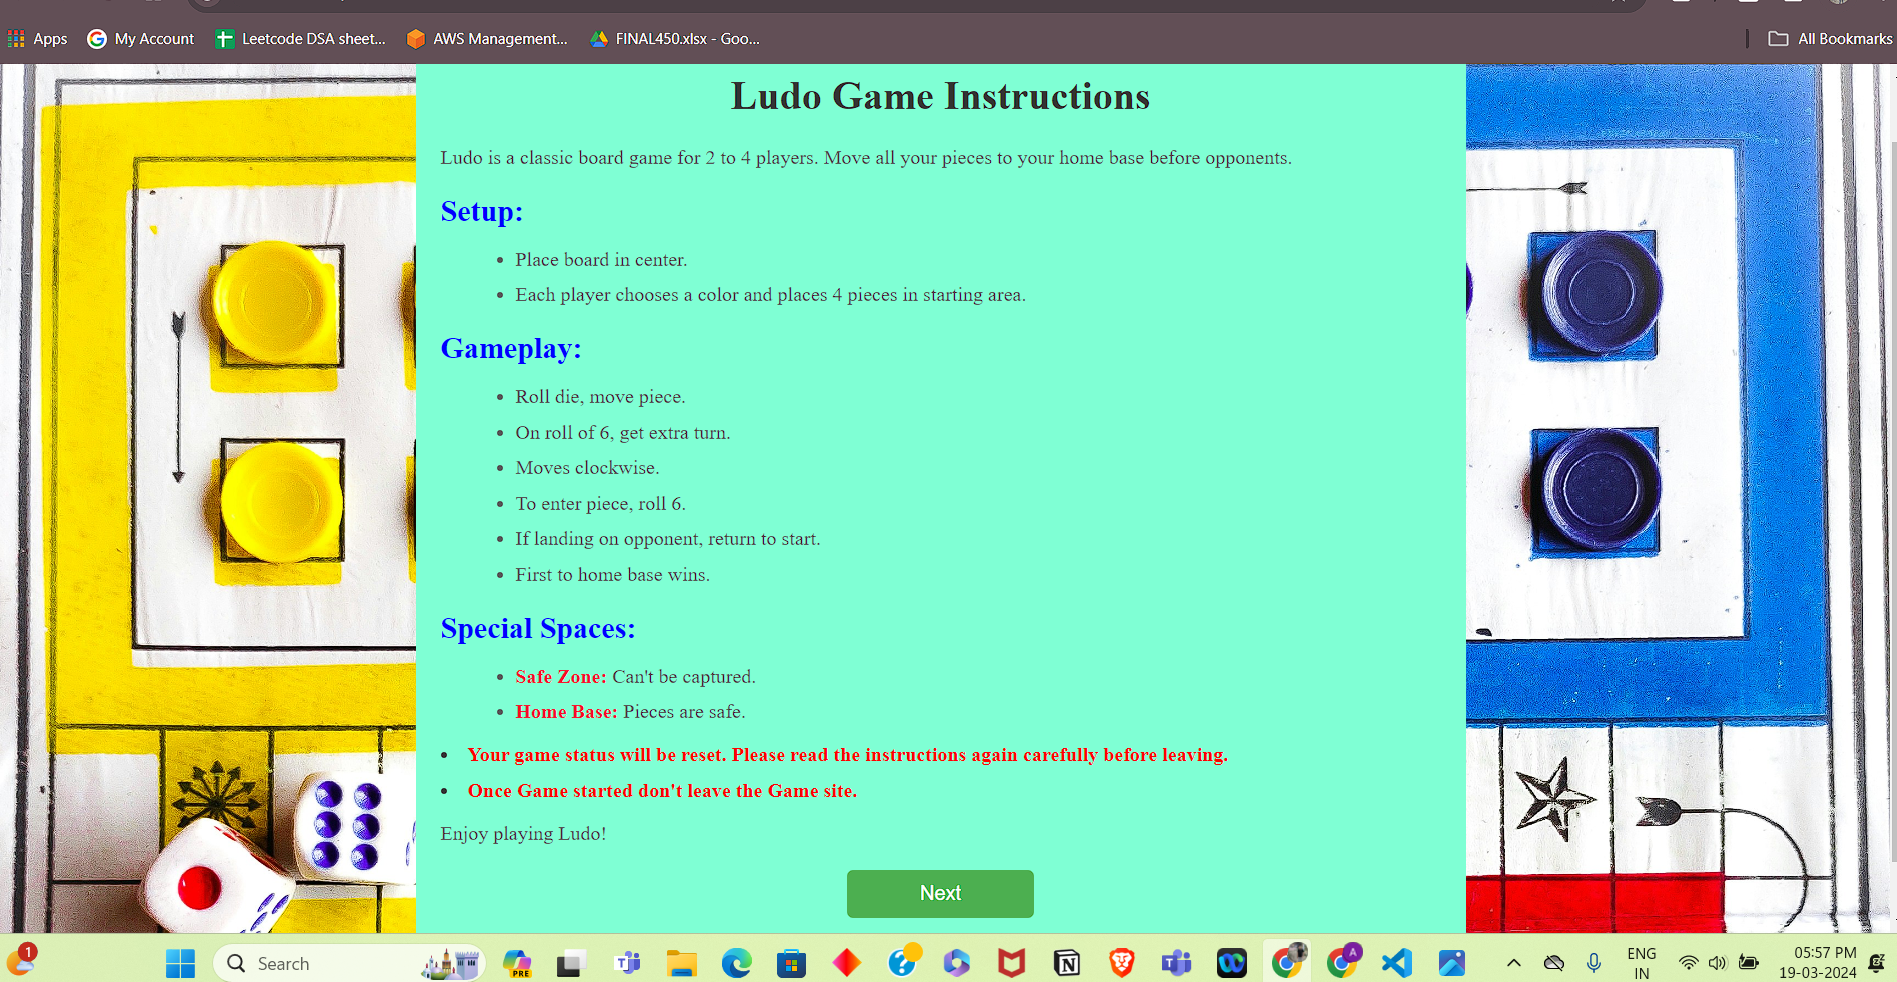 Apps My Account Leetcode DSA sheet... AWS Management... FINAL450.xlsx - Goo... All Bookmarks
Ludo Game Instructions
Ludo is a classic board game for 2 to 4 players. Move all your pieces to your home base before opponents.
Setup:
• Place board in center.
• Each player chooses a color and places 4 pieces in starting area.
Gameplay:
• Roll die, move piece.
• On roll of 6, get extra turn.
• Moves clockwise.
• To enter piece, roll 6.
• If landing on opponent, return to start.
• First to home base wins.
Special Spaces:
• Safe Zone: Can't be captured.
• Home Base: Pieces are safe.
• Your game status will be reset. Please read the instructions again carefully before leaving.
• Once Game started don't leave the Game site.
Enjoy playing Ludo!
Next
1
Search
PRE
A
ENG
IN
05:57 PM
19-03-2024